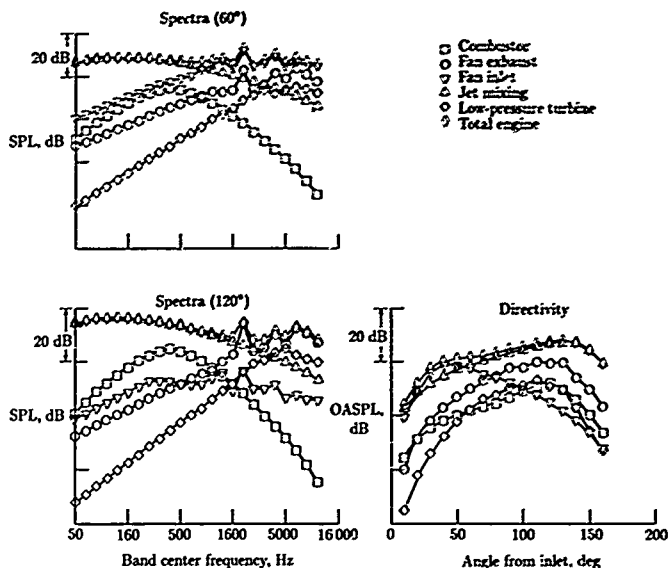 Spectra (60°)
20 dB
SPL, dB
Combustor
Fan exhaust
Fan inlet
Jet mixing
Low-pressure turbine
Total engine
Spectra (120°)
20 dB
SPL, dB
50 160 500 1600 5000 16 000
Band center frequency, Hz
Directivity
20 dB
OASPL,
dB
0 50 100 150 200
Angle from inlet, deg